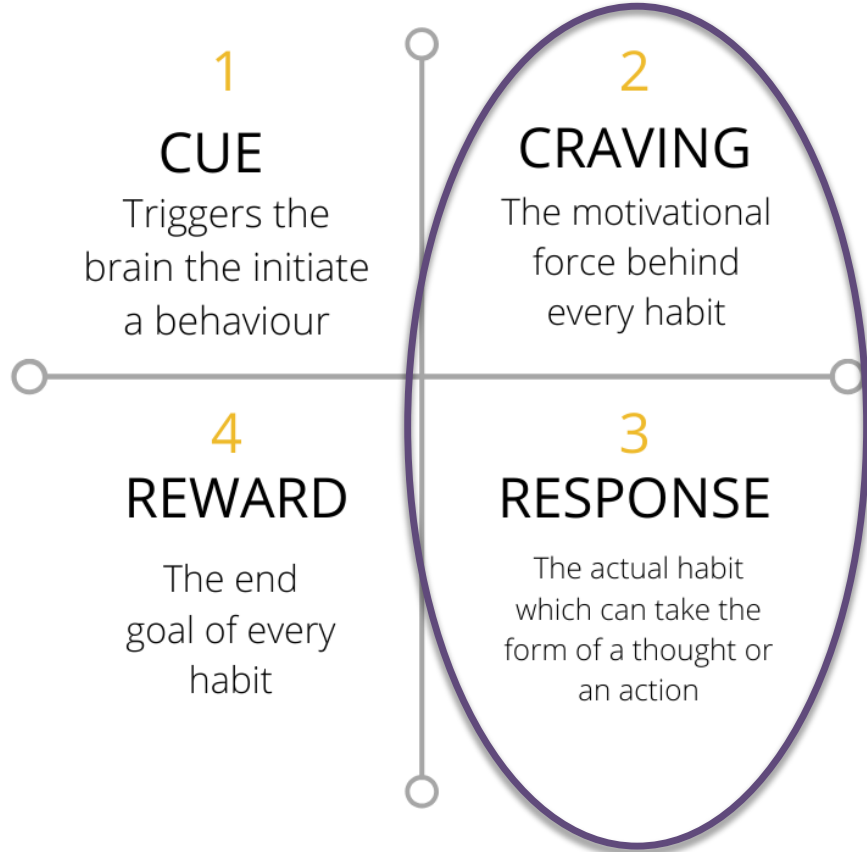 1
CUE
Triggers the
brain the initiate
a behaviour
2
CRAVING
The motivational
force behind
every habit
4
REWARD
The end
goal of every
habit
3
RESPONSE
The actual habit
which can take the
form of a thought or
an action